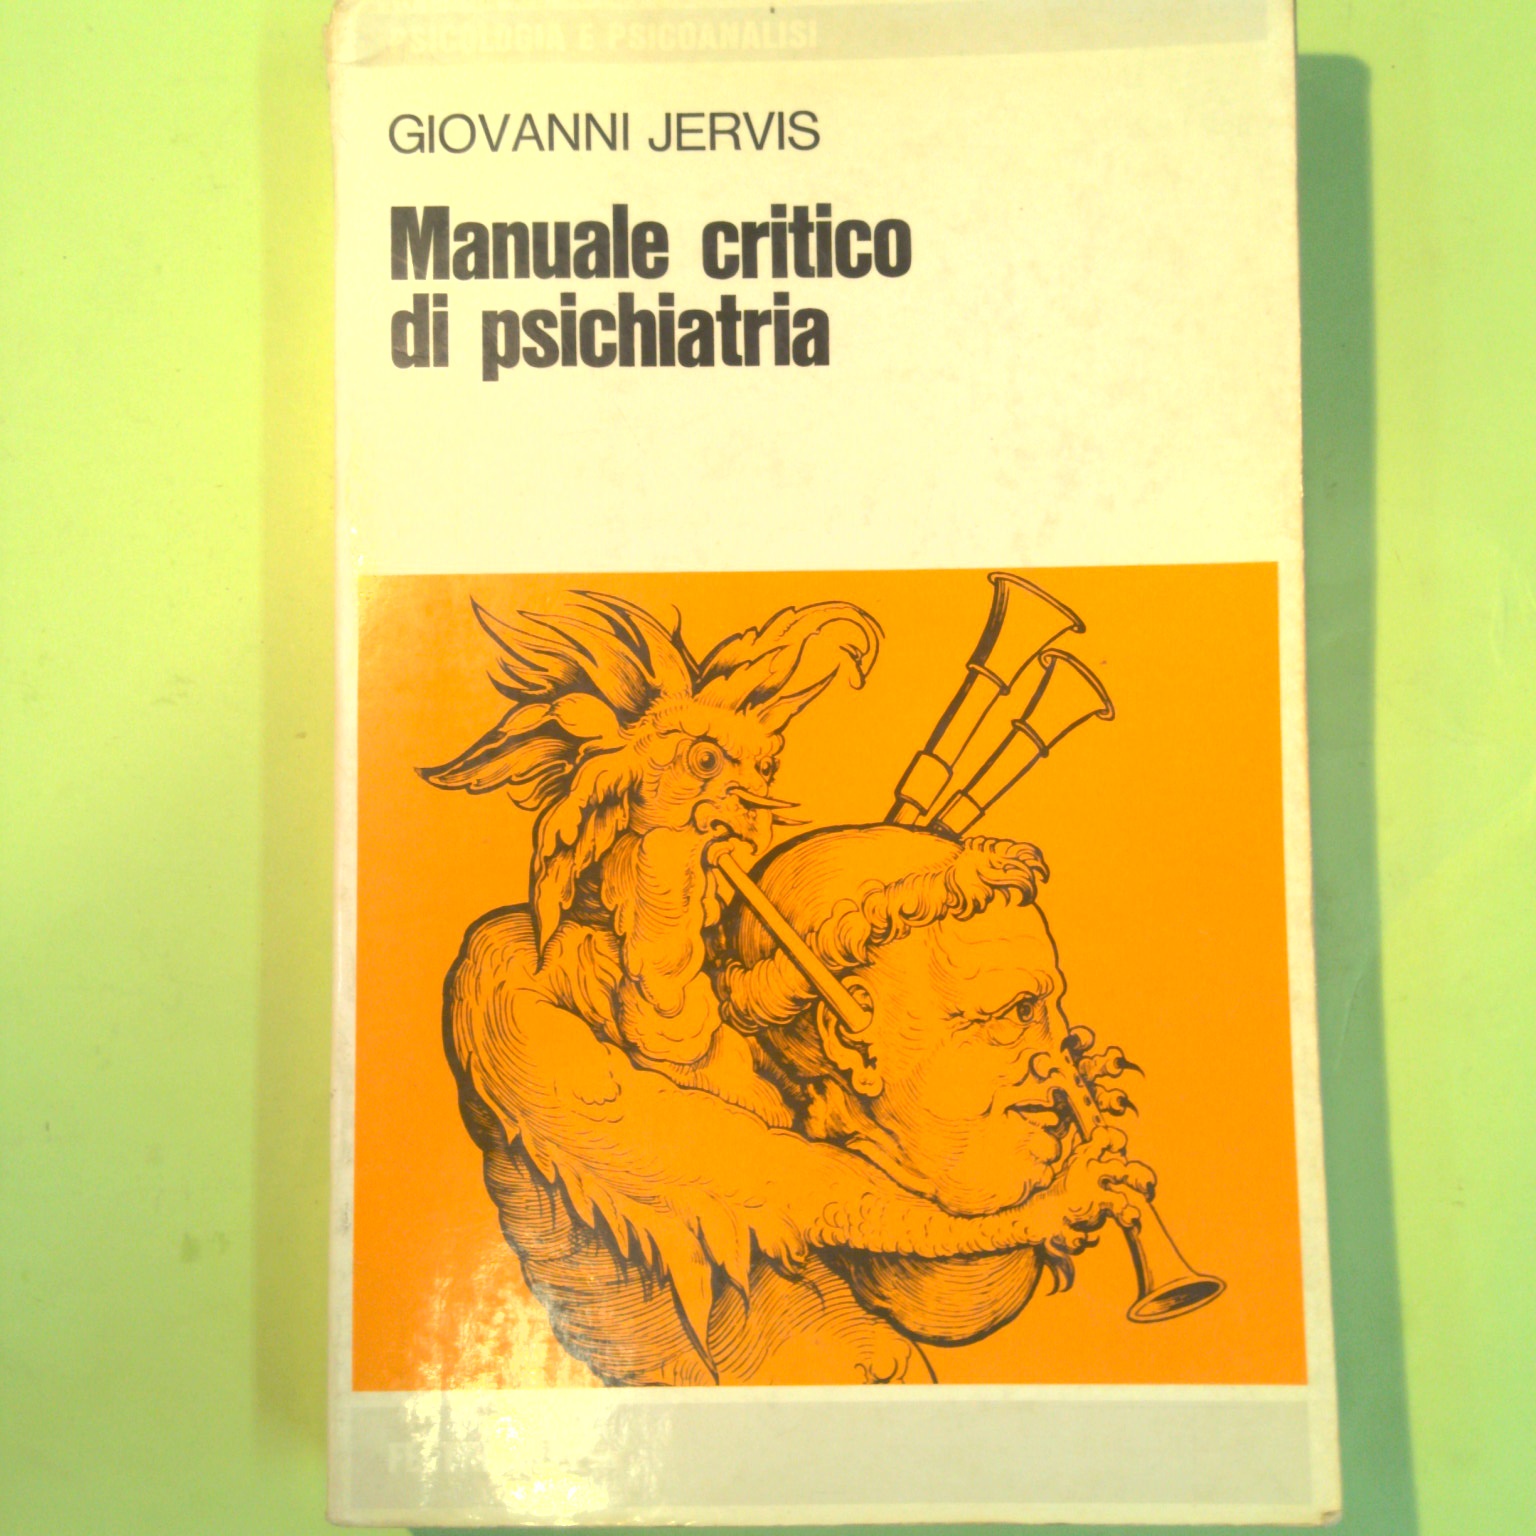 PSICOLOGIA E PSICOANALISI
GIOVANNI JERVIS
Manuale critico
di psichiatria